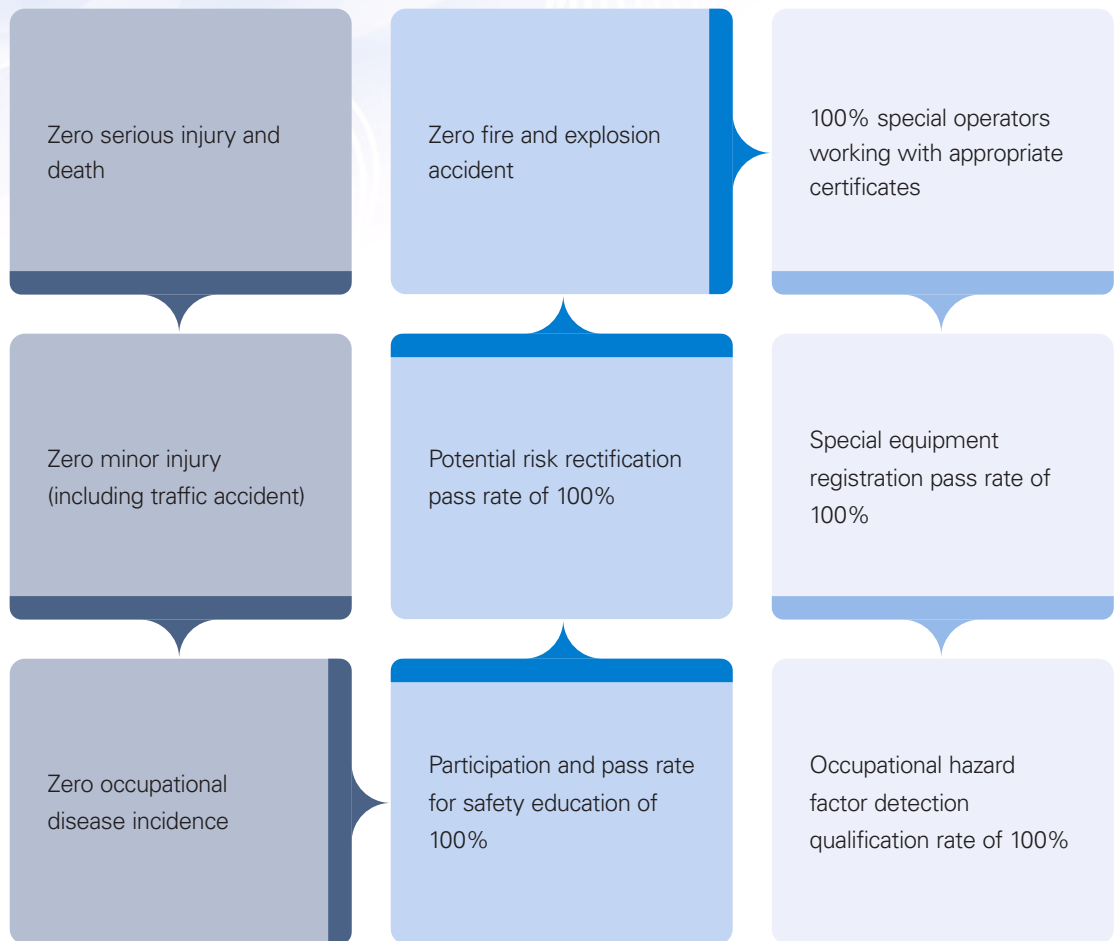 Zero serious injury and
death
Zero minor injury
(including traffic accident)
Zero occupational
disease incidence
Participation and pass rate
for safety education of
100%
Potential risk rectification
pass rate of 100%
Zero fire and explosion
accident
100% special operators
working with appropriate
certificates
Special equipment
registration pass rate of
100%
Occupational hazard
factor detection
qualification rate of 100%